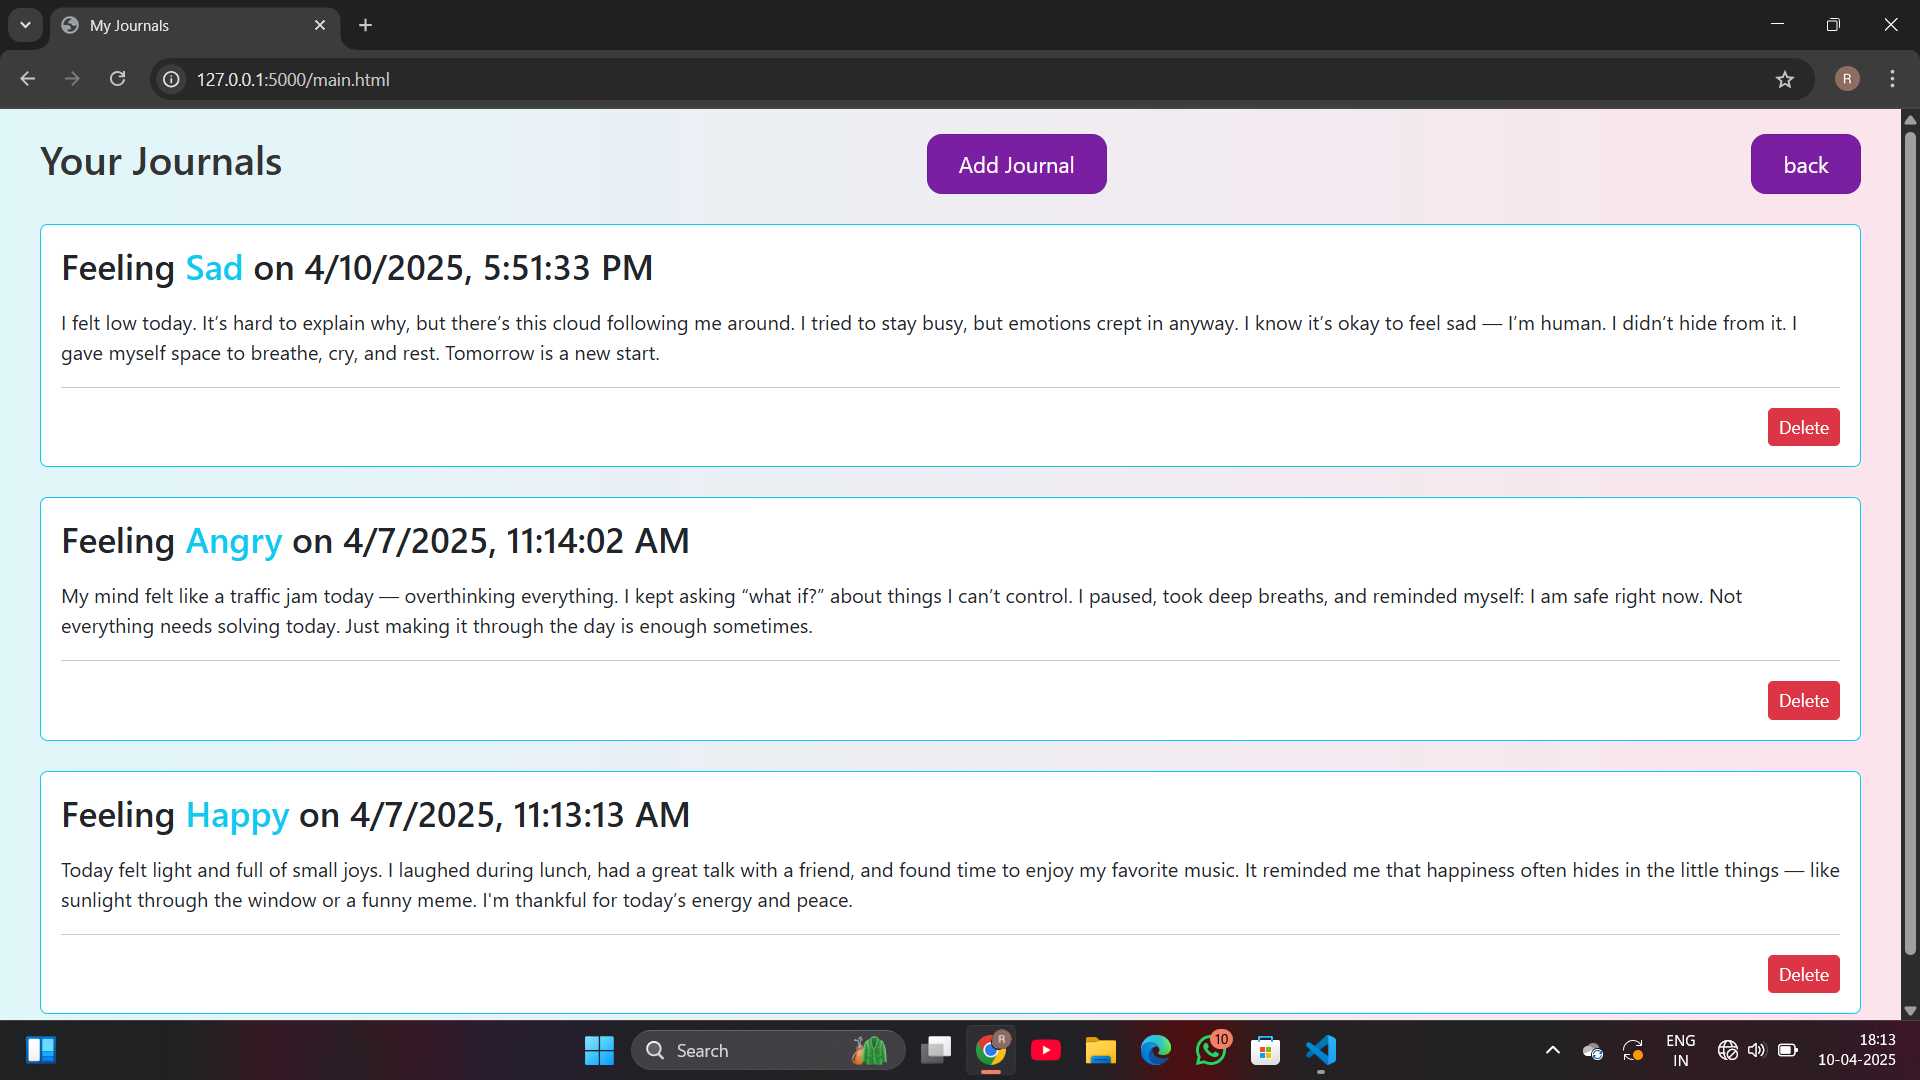 My Journals
127.0.0.1:5000/main.html
R
Your Journals
Add Journal
back
Feeling Sad on 4/10/2025, 5:51:33 PM
I felt low today. It’s hard to explain why, but there’s this cloud following me around. I tried to stay busy, but emotions crept in anyway. I know it’s okay to feel sad — I’m human. I didn’t hide from it. I
gave myself space to breathe, cry, and rest. Tomorrow is a new start.
Delete
Feeling Angry on 4/7/2025, 11:14:02 AM
My mind felt like a traffic jam today — overthinking everything. I kept asking “what if?” about things I can’t control. I paused, took deep breaths, and reminded myself: I am safe right now. Not
everything needs solving today. Just making it through the day is enough sometimes.
Delete
Feeling Happy on 4/7/2025, 11:13:13 AM
Today felt light and full of small joys. I laughed during lunch, had a great talk with a friend, and found time to enjoy my favorite music. It reminded me that happiness often hides in the little things — like
sunlight through the window or a funny meme. I'm thankful for today’s energy and peace.
Delete
Search
R
10
ENG
IN
18:13
10-04-2025